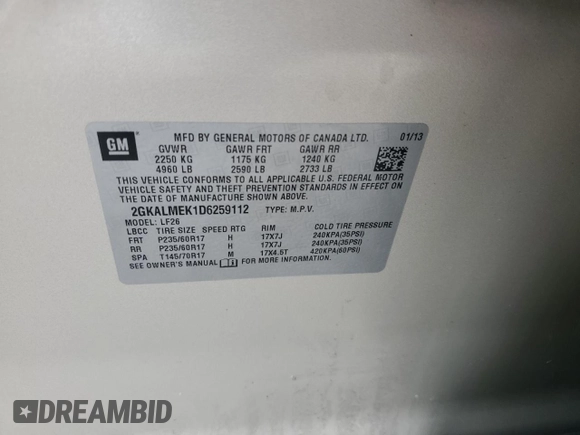 GM
MFD BY GENERAL MOTORS OF CANADA LTD. 01/13
GVWR GAWR FRT GAWR RR
2250 KG 1175 KG 1240 KG
4960 LB 2590 LB 2733 LB
THIS VEHICLE CONFORMS TO ALL APPLICABLE U.S. FEDERAL MOTOR
VEHICLE SAFETY AND THEFT PREVENTION STANDARDS IN EFFECT ON
THE DATE OF MANUFACTURE SHOWN ABOVE.
2GKALMEK1D6259112 TYPE: M.P.V.
MODEL: LF26
LBCC TIRE SIZE SPEED RTG RIM COLD TIRE PRESSURE
FRT P235/60R17 H 17X7J 240KPA(35PSI)
RR P235/60R17 H 17X7J 240KPA(35PSI)
SPA T145/70R17 M 17X4.5T 420KPA(60PSI)
SEE OWNER'S MANUAL FOR MORE INFORMATION.
DREAMBID